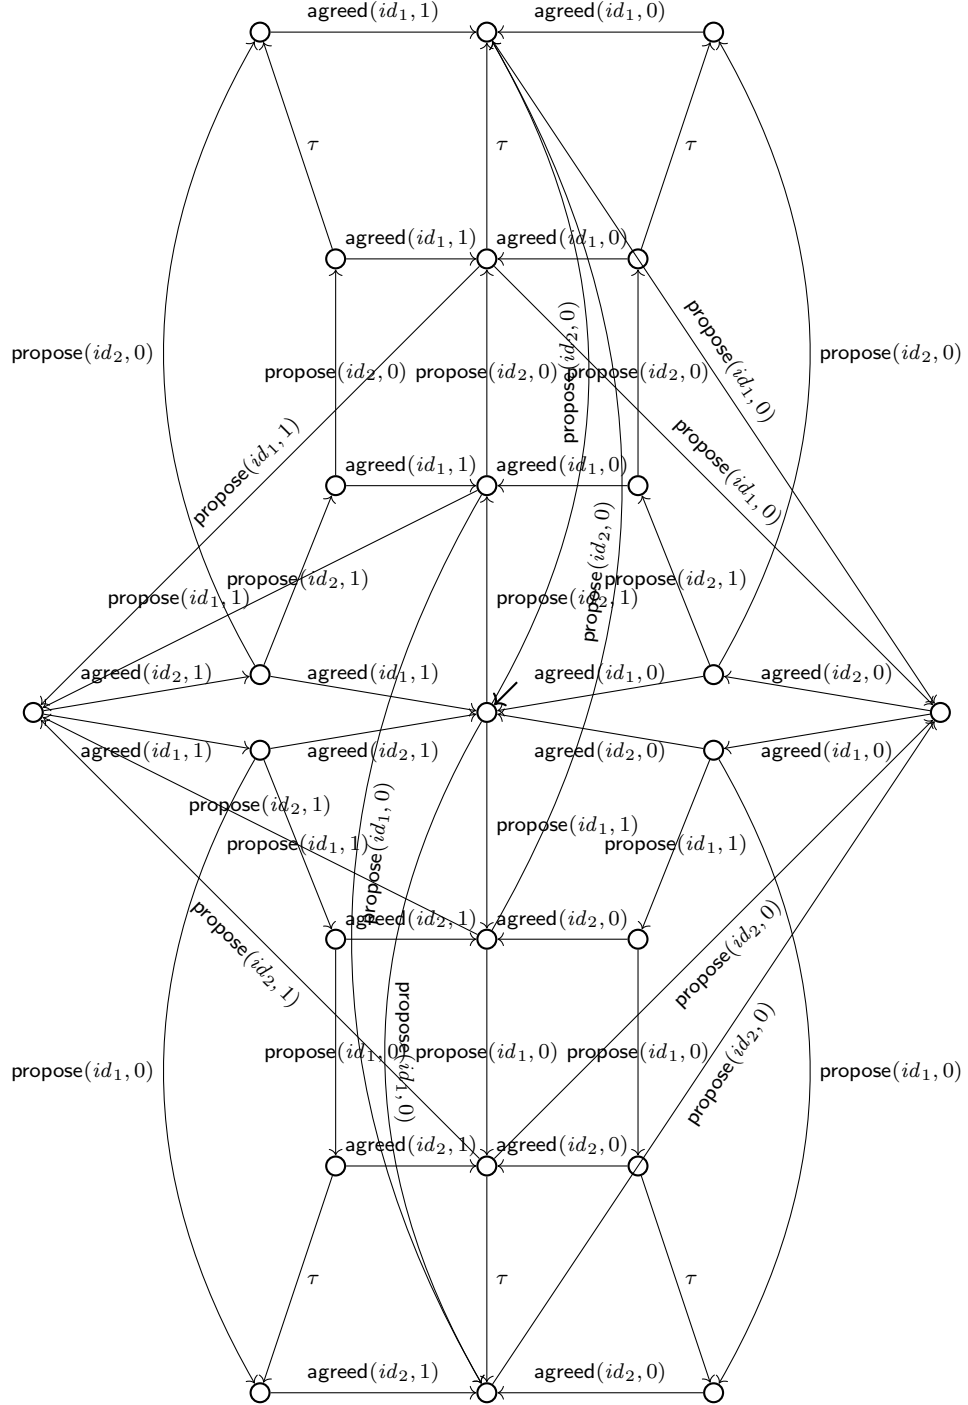 agreed(id₁, 1) agreed(id₁, 0)
τ τ τ
agreed(id₁, 1) agreed(id₁, 0)
propose(id₂, 0)
propose(id₁, 0)
propose(id₂, 0) propose(id₂, 0)
propose(id₂, 0) propose(id₂, 0) propose(id₂, 0)
propose(id₁, 1) propose(id₁, 0)
agreed(id₁, 1) agreed(id₁, 0)
propose(id₂, 0)
propose(id₂, 1) propose(id₂, 1)
propose(id₁, 1) propose(id₂, 1)
agreed(id₂, 1) agreed(id₁, 1) agreed(id₁, 0) agreed(id₂, 0)
agreed(id₁, 1) agreed(id₂, 1) agreed(id₂, 0) agreed(id₁, 0)
propose(id₂, 1) propose(id₁, 1)
propose(id₁, 1) propose(id₁, 1)
propose(id₁, 0)
agreed(id₂, 1) agreed(id₂, 0)
propose(id₂, 1) propose(id₂, 0)
propose(id₁, 0) propose(id₁, 0) propose(id₁, 0)
propose(id₁, 0) propose(id₂, 0)
propose(id₁, 0) propose(id₁, 0)
agreed(id₂, 1) agreed(id₂, 0)
τ τ τ
agreed(id₂, 1) agreed(id₂, 0)